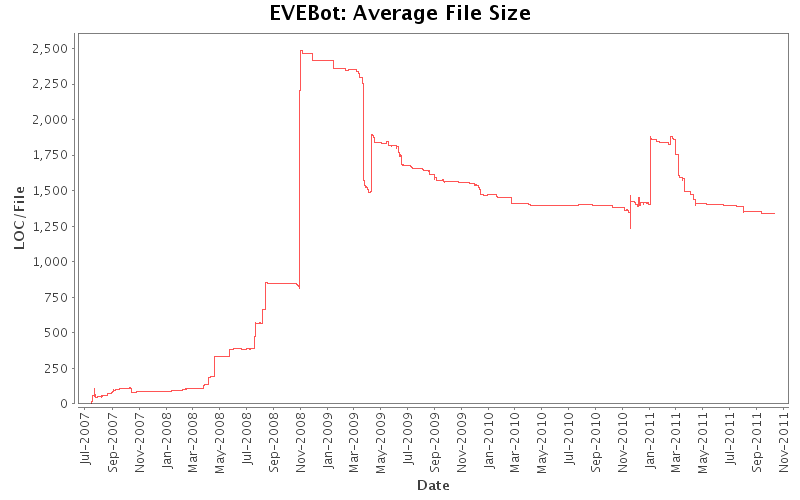 EVEBot: Average File Size
LOC/File
2,500
2,250
2,000
1,750
1,500
1,250
1,000
750
500
250
0
Jul-2007
Sep-2007
Nov-2007
Jan-2008
Mar-2008
May-2008
Jul-2008
Sep-2008
Nov-2008
Jan-2009
Mar-2009
May-2009
Jul-2009
Sep-2009
Nov-2009
Jan-2010
Mar-2010
May-2010
Jul-2010
Sep-2010
Nov-2010
Jan-2011
Mar-2011
May-2011
Jul-2011
Sep-2011
Nov-2011
Date